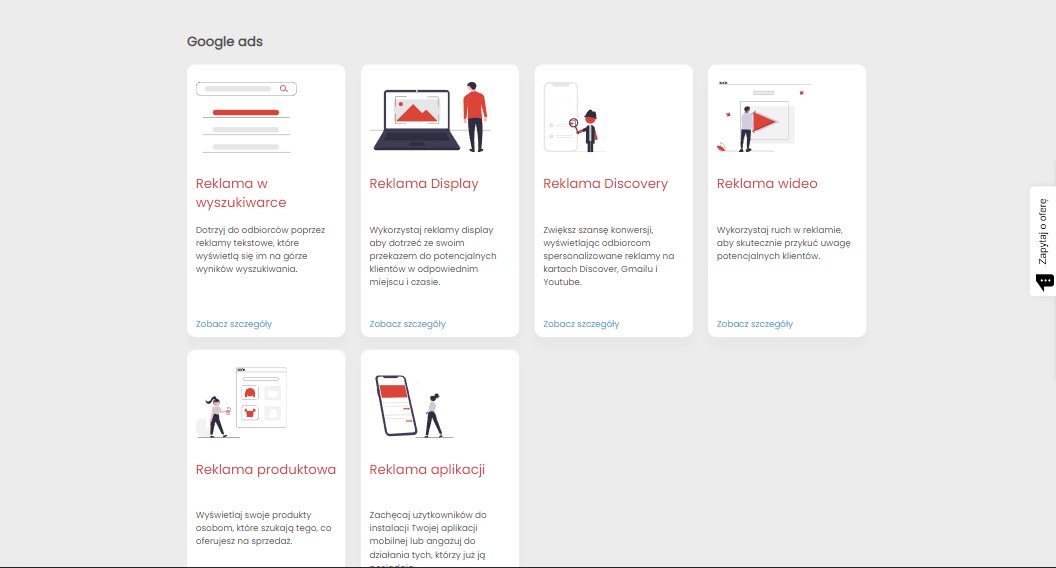 Google ads
Reklama w
wyszukiwarce
Dotrzyj do odbiorców poprzez
reklamy tekstowe, które
wyświetlą się im na górze
wyników wyszukiwania.
Zobacz szczegóły
Reklama Display
Wykorzystaj reklamy display
aby dotrzeć ze swoim
przekazem do potencjalnych
klientów w odpowiednim
miejscu i czasie.
Zobacz szczegóły
Reklama Discovery
Zwiększ szansę konwersji,
wyświetlając odbiorcom
spersonalizowane reklamy na
kartach Discover, Gmailu i
Youtube.
Zobacz szczegóły
Reklama wideo
Wykorzystaj ruch w reklamie,
aby skutecznie przykuć uwagę
potencjalnych klientów.
Zobacz szczegóły
Zapytaj o ofertę
Reklama produktowa
Wyświetlaj swoje produkty
osobom, które szukają tego, co
oferujesz na sprzedaż.
Reklama aplikacji
Zachęcaj użytkowników do
instalacji Twojej aplikacji
mobilnej lub angażuj do
działania tych, którzy już ją